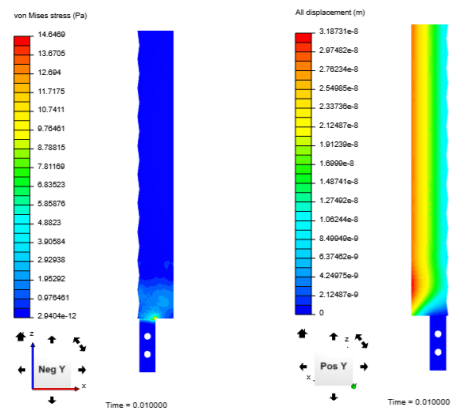 von Mises stress (Pa)
14.6469
13.6705
12.694
11.7175
10.7411
9.76461
8.78815
7.81169
6.83523
5.85876
4.8823
3.90584
2.92938
1.95292
0.976461
2.9404e-12
z
Neg Y
x
Time = 0.010000
All displacement (m)
3.18731e-8
2.97482e-8
2.76234e-8
2.54985e-8
2.33736e-8
2.12487e-8
1.91239e-8
1.6999e-8
1.48741e-8
1.27492e-8
1.06244e-8
8.49949e-9
6.37462e-9
4.24975e-9
2.12487e-9
0
z
Pos Y
x
Time = 0.010000